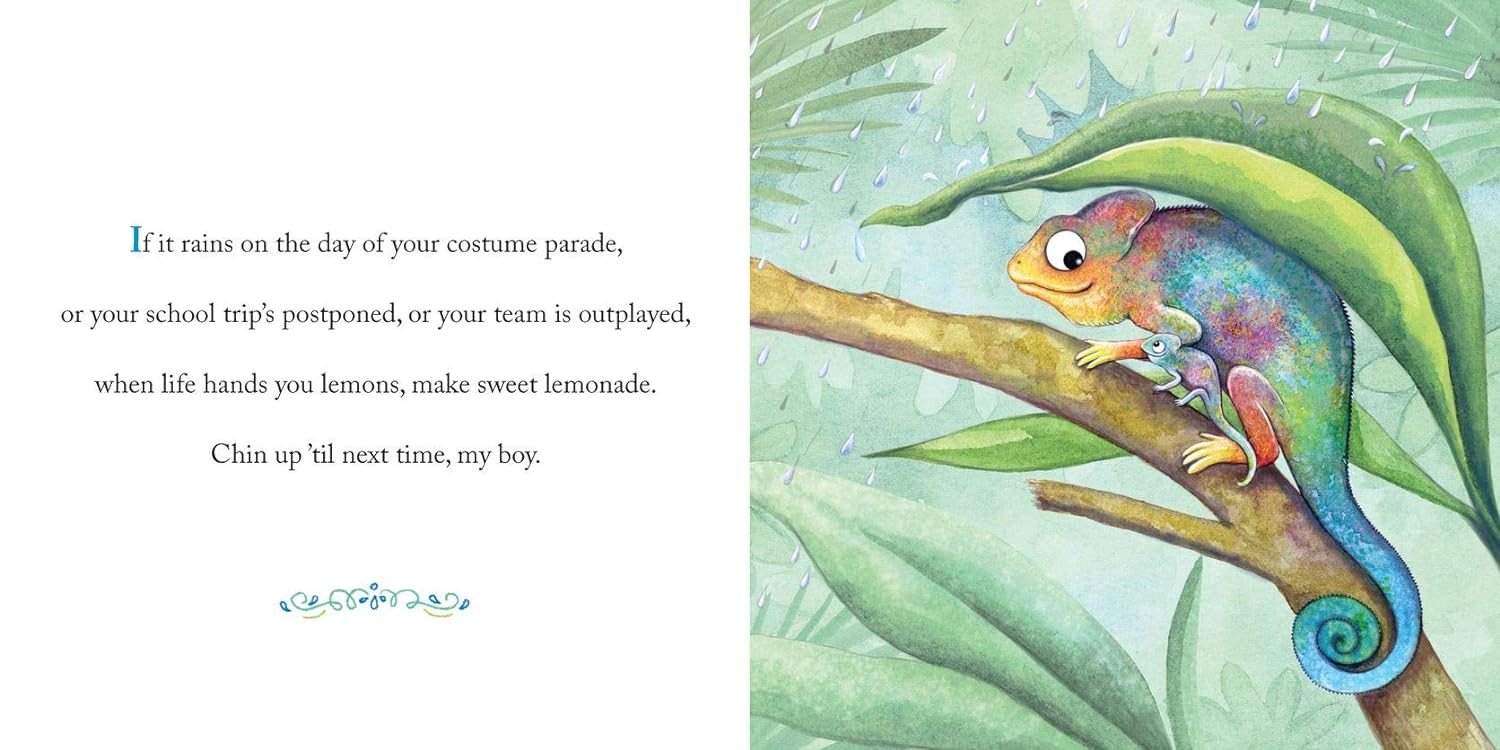 If it rains on the day of your costume parade,
or your school trip’s postponed, or your team is outplayed,
when life hands you lemons, make sweet lemonade.
Chin up ’til next time, my boy.